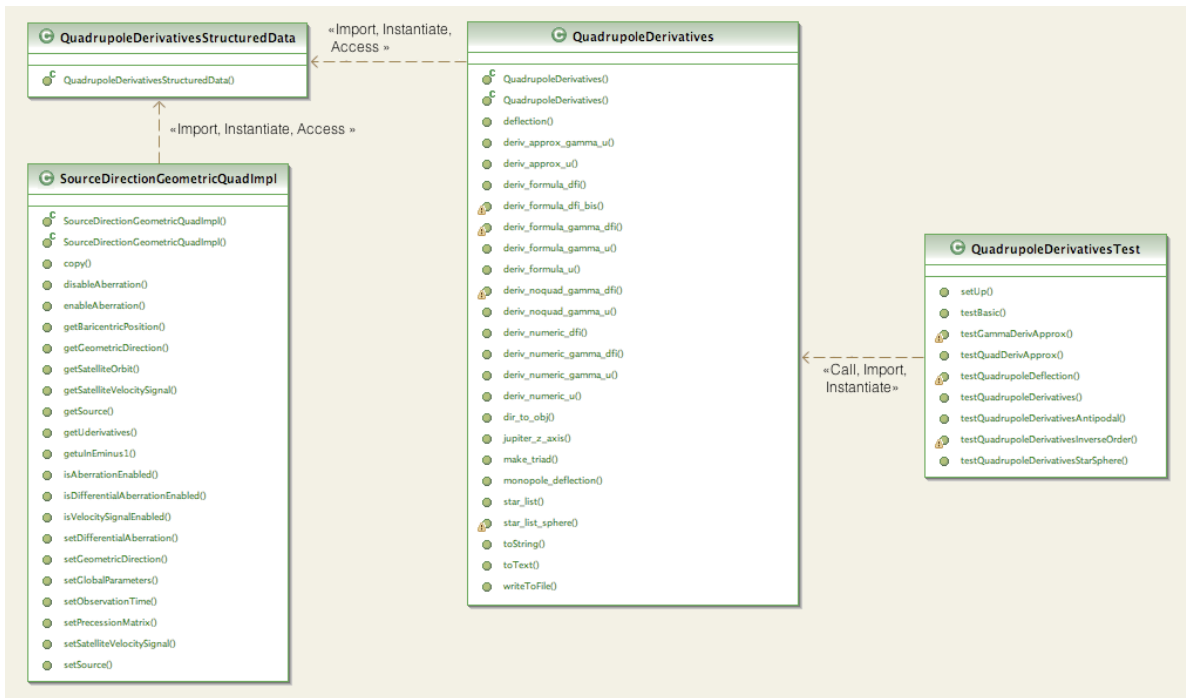 QuadrupoleDerivativesStructuredData
QuadrupoleDerivativesStructuredData()
«Import, Instantiate,
Access »
«Import, Instantiate, Access »
SourceDirectionGeometricQuadImpl
SourceDirectionGeometricQuadImpl()
SourceDirectionGeometricQuadImpl()
copy()
disableAberration()
enableAberration()
getBaricentricPosition()
getGeometricDirection()
getSatelliteOrbit()
getSatelliteVelocitySignal()
getSource()
getUderivatives()
getuInEminus1()
isAberrationEnabled()
isDifferentialAberrationEnabled()
isVelocitySignalEnabled()
setDifferentialAberration()
setGeometricDirection()
setGlobalParameters()
setObservationTime()
setPrecessionMatrix()
setSatelliteVelocitySignal()
setSource()
QuadrupoleDerivatives
QuadrupoleDerivatives()
QuadrupoleDerivatives()
deflection()
deriv_approx_gamma_u()
deriv_approx_u()
deriv_formula_dfi()
deriv_formula_dfi_bis()
deriv_formula_gamma_dfi()
deriv_formula_gamma_u()
deriv_formula_u()
deriv_noquad_gamma_dfi()
deriv_noquad_gamma_u()
deriv_numeric_dfi()
deriv_numeric_gamma_dfi()
deriv_numeric_gamma_u()
deriv_numeric_u()
dir_to_obj()
jupiter_z_axis()
make_triad()
monopole_deflection()
star_list()
star_list_sphere()
toString()
toText()
writeToFile()
«Call, Import,
Instantiate»
QuadrupoleDerivativesTest
setUp()
testBasic()
testGammaDerivApprox()
testQuadDerivApprox()
testQuadrupoleDeflection()
testQuadrupoleDerivatives()
testQuadrupoleDerivativesAntipodal()
testQuadrupoleDerivativesInverseOrder()
testQuadrupoleDerivativesStarSphere()